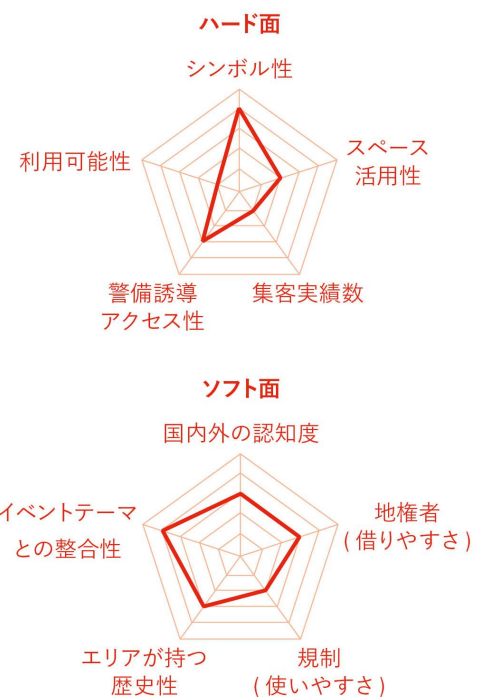 ハード面
シンボル性
利用可能性
スペース
活用性
警備誘導
アクセス性
集客実績数
ソフト面
国内外の認知度
イベントテーマ
との整合性
地権者
(借りやすさ)
エリアが持つ
歴史性
規制
(使いやすさ)